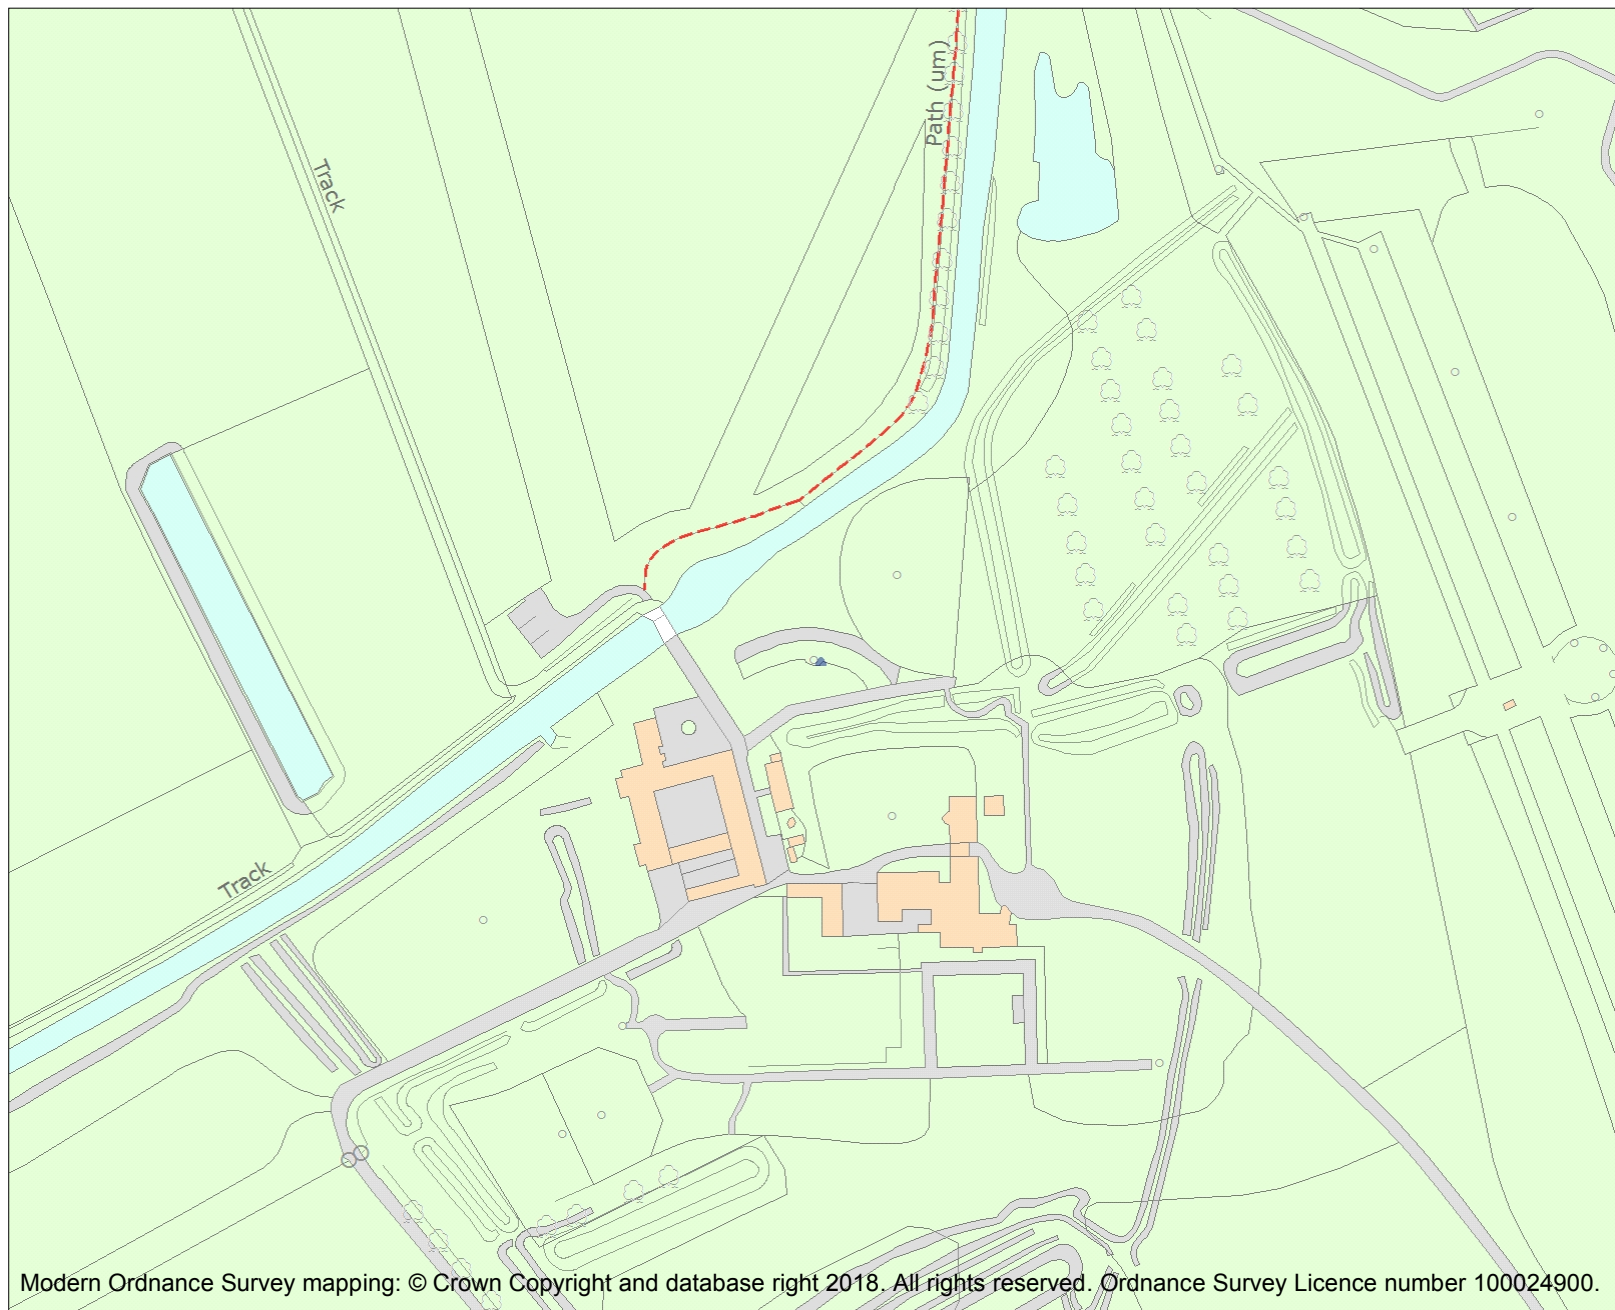 Path (um)
Track
Track
Modern Ordnance Survey mapping: © Crown Copyright and database right 2018. All rights reserved. Ordnance Survey Licence number 100024900.